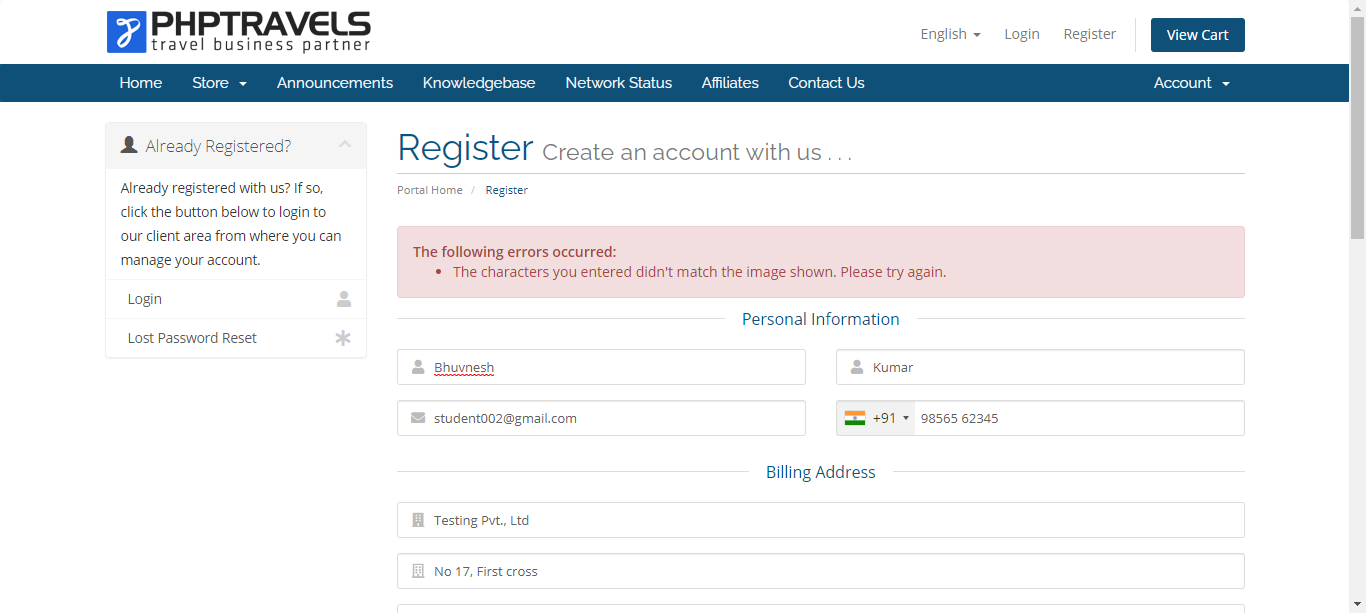 PHPTRAVELS
travel business partner
English
Login
Register
View Cart
Home
Store
Announcements
Knowledgebase
Network Status
Affiliates
Contact Us
Account
Already Registered?
Already registered with us? If so,
click the button below to login to
our client area from where you can
manage your account.
Login
Lost Password Reset
Register Create an account with us . . .
Portal Home / Register
The following errors occurred:
• The characters you entered didn't match the image shown. Please try again.
Personal Information
Bhuvnesh
Kumar
student002@gmail.com
+91 98565 62345
Billing Address
Testing Pvt., Ltd
No 17, First cross